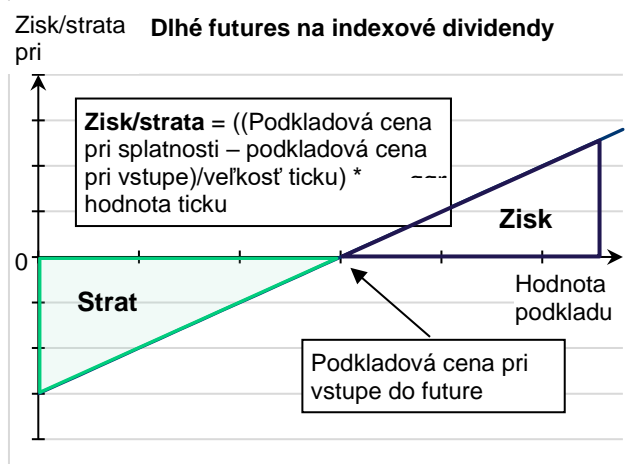 Zisk/strata
pri
Dlhé futures na indexové dividendy
Zisk/strata = ((Podkladová cena
pri splatnosti – podkladová cena
pri vstupe)/veľkosť ticku) *
hodnota ticku
Zisk
0
Strat
Hodnota
podkladu
Podkladová cena pri
vstupe do future